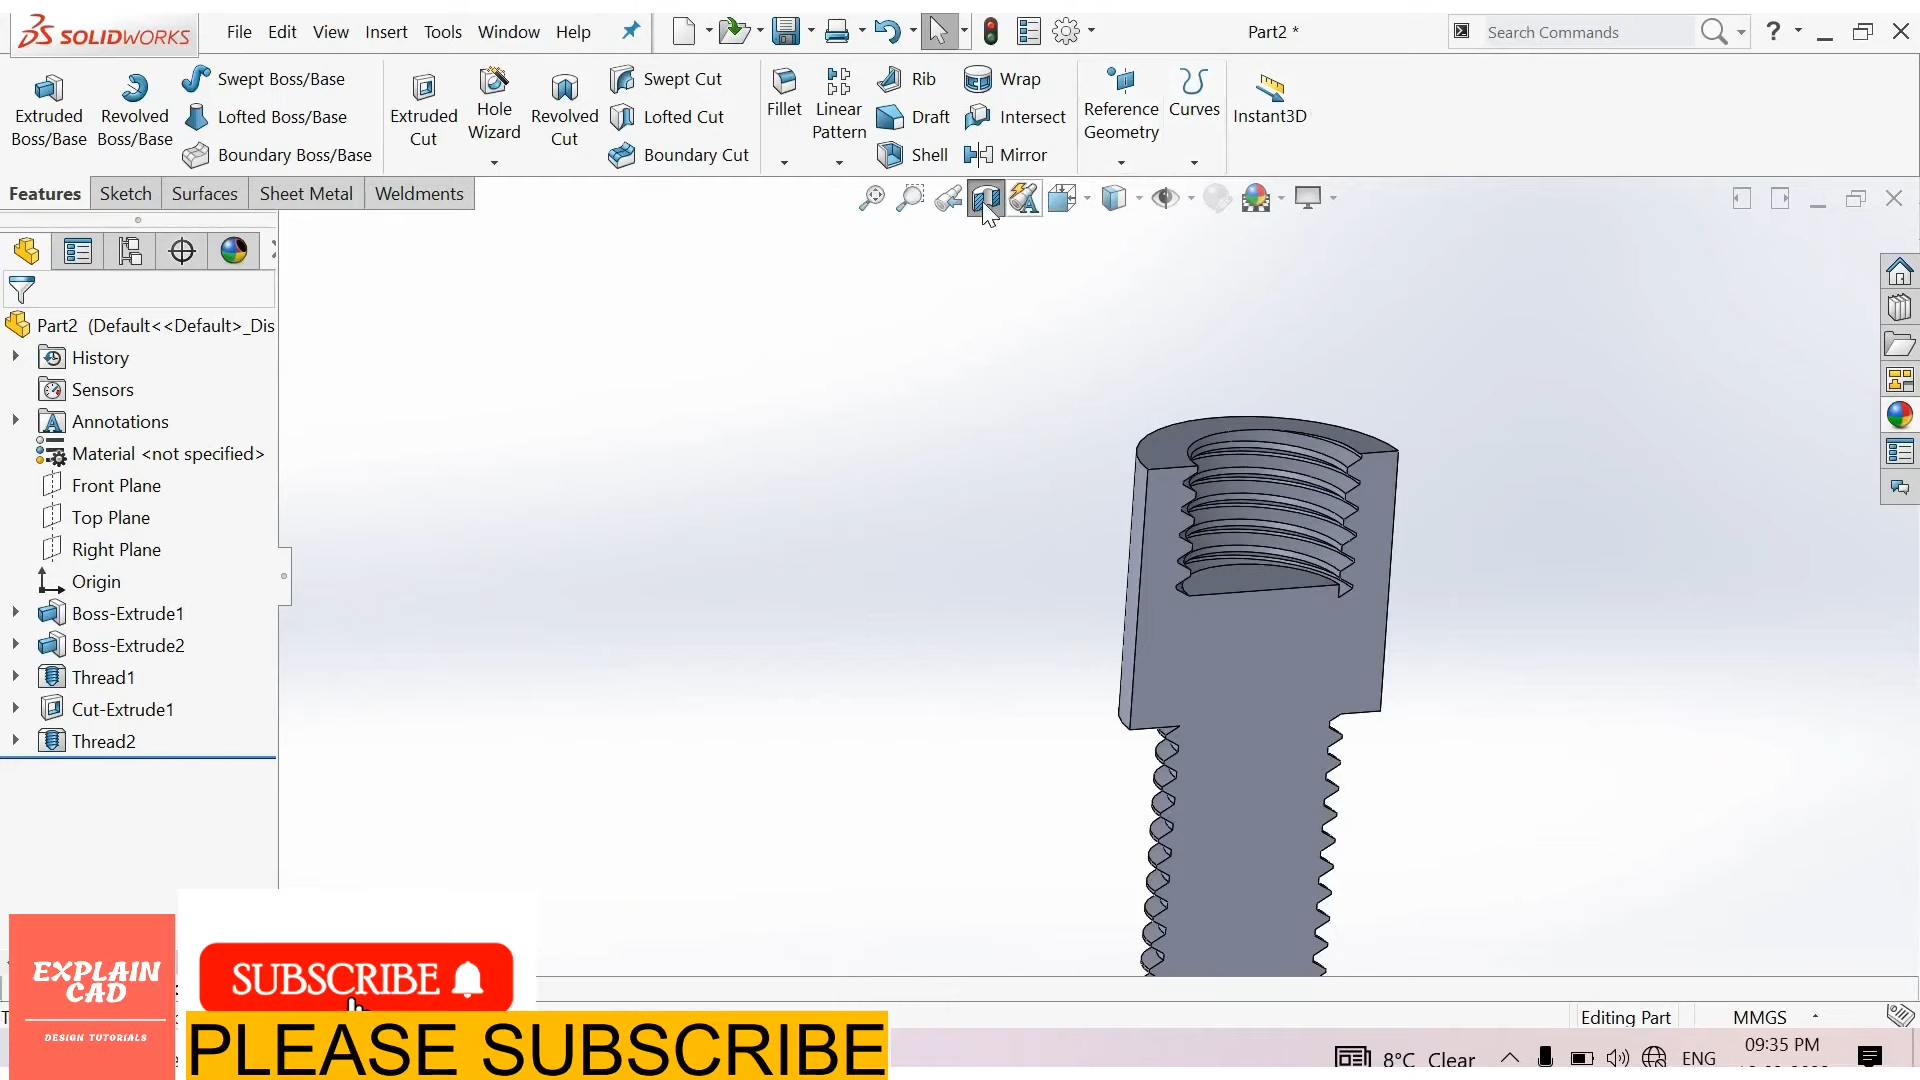 SOLIDWORKS
File Edit View Insert Tools Window Help
Part2 *
Search Commands
Extruded Boss/Base
Revolved Boss/Base
Swept Boss/Base
Lofted Boss/Base
Boundary Boss/Base
Extruded Cut
Hole Wizard
Revolved Cut
Swept Cut
Lofted Cut
Boundary Cut
Fillet
Linear Pattern
Rib
Draft
Shell
Wrap
Intersect
Mirror
Reference Geometry
Curves
Instant3D
Features Sketch Surfaces Sheet Metal Weldments
Part2 (Default<<Default>_Dis
History
Sensors
Annotations
Material <not specified>
Front Plane
Top Plane
Right Plane
Origin
Boss-Extrude1
Boss-Extrude2
Thread1
Cut-Extrude1
Thread2
EXPLAIN
CAD
DESIGN TUTORIALS
SUBSCRIBE
PLEASE SUBSCRIBE
Editing Part MMGS
8°C Clear ENG 09:35 PM